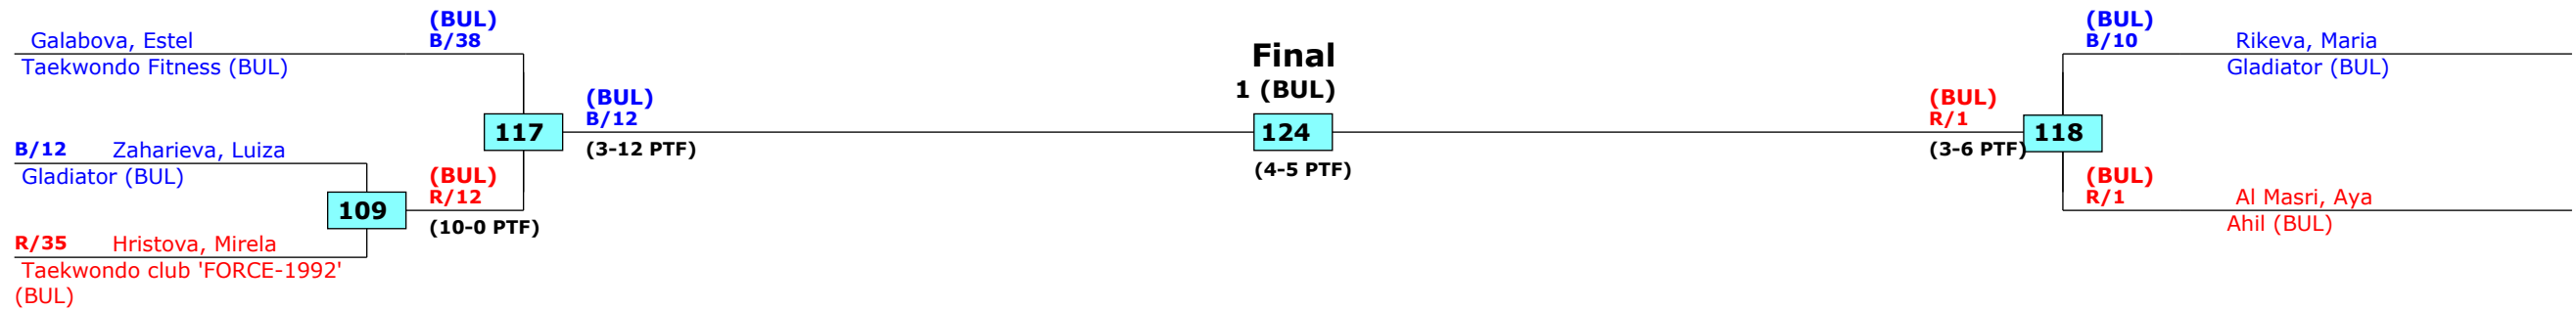 (BUL)
B/38
Galabova, Estel
Taekwondo Fitness (BUL)
117
(BUL)
B/12
(3-12 PTF)
B/12 Zaharieva, Luiza
Gladiator (BUL)
109
(BUL)
R/12
(10-0 PTF)
R/35 Hristova, Mirela
Taekwondo club 'FORCE-1992'
(BUL)
Final
1 (BUL)
124
(4-5 PTF)
(BUL)
R/1
(3-6 PTF)
118
(BUL)
B/10 Rikeva, Maria
Gladiator (BUL)
(BUL)
R/1 Al Masri, Aya
Ahil (BUL)